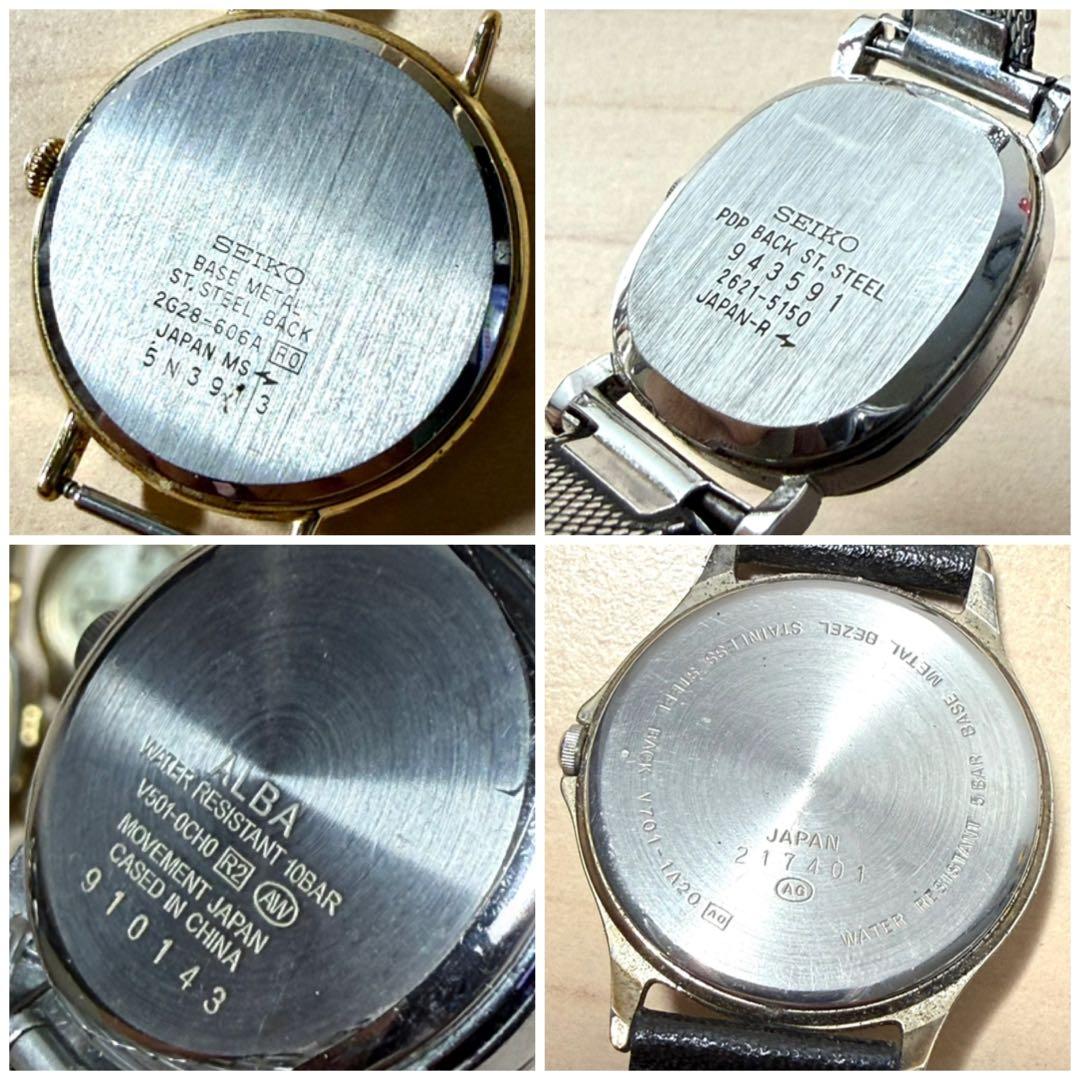 SEIKO
BASE METAL
ST. STEEL BACK
2G28-606A R0
JAPAN MS
5N39 3
SEIKO
PDP BACK ST. STEEL
943591
2621-5150
JAPAN-R
ALBA
WATER RESISTANT 10BAR
V501-0CH0 R2 AW
MOVEMENT JAPAN
CASED IN CHINA
910143
STAINLESS STEEL BACK V701-1A20 A0
WATER RESISTANT 5BAR BASE METAL BEZEL
JAPAN
217401
AG